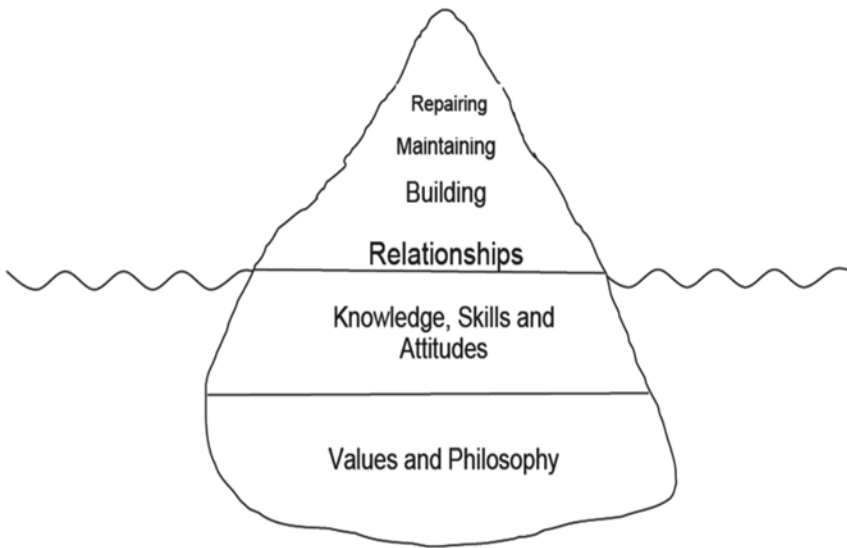 Repairing
Maintaining
Building
Relationships
Knowledge, Skills and
Attitudes
Values and Philosophy